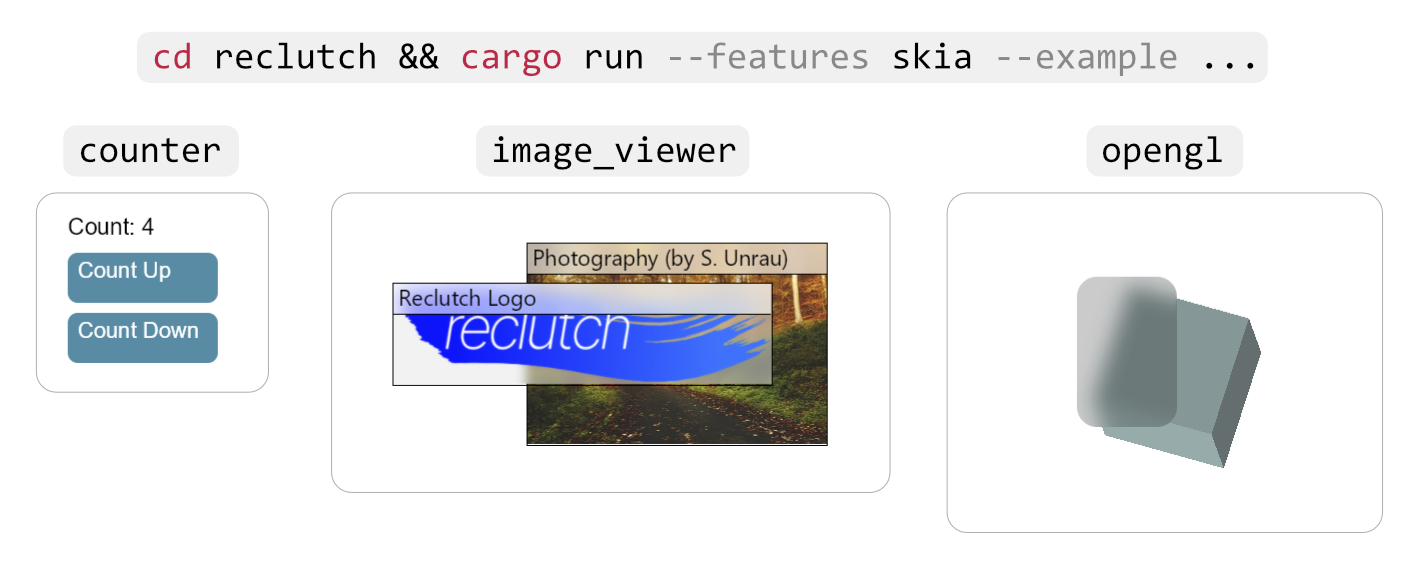 cd reclutch && cargo run --features skia --example ...
counter
image_viewer
opengl
Count: 4
Count Up
Count Down
Photography (by S. Unrau)
Reclutch Logo
reclutch